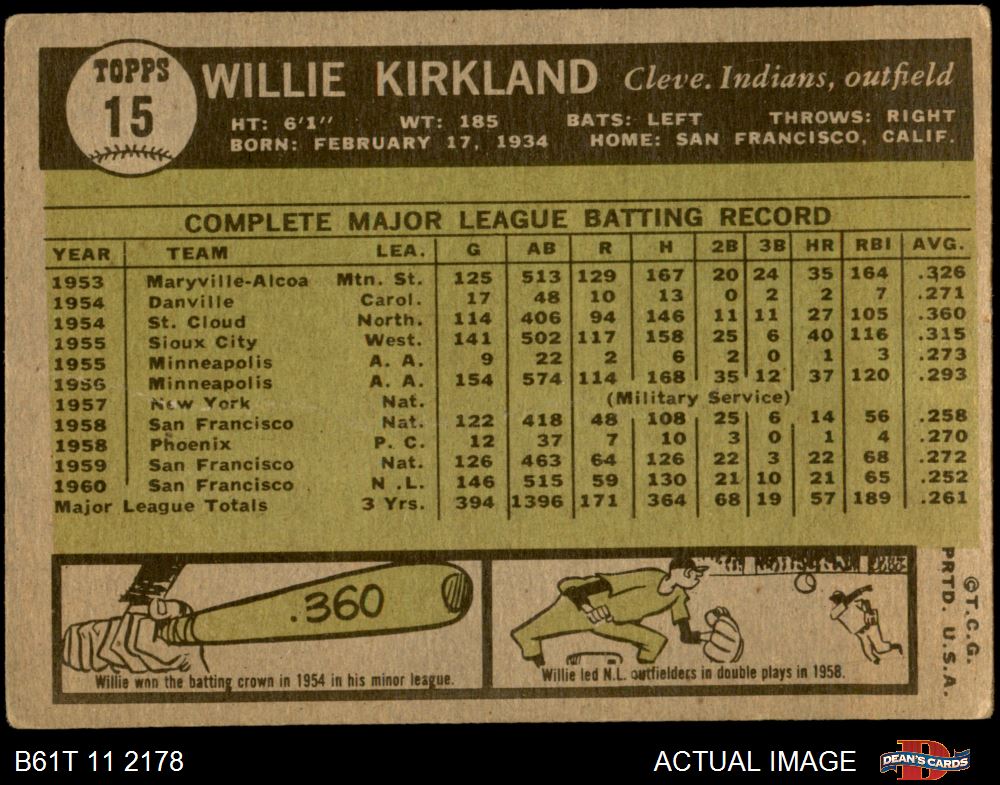 TOPPS
15
WILLIE KIRKLAND Cleve. Indians, outfield
HT: 6'1" WT: 185 BATS: LEFT THROWS: RIGHT
BORN: FEBRUARY 17, 1934 HOME: SAN FRANCISCO, CALIF.
COMPLETE MAJOR LEAGUE BATTING RECORD
YEAR TEAM LEA. G AB R H 2B 3B HR RBI AVG.
1953 Maryville-Alcoa Mtn. St. 125 513 129 167 20 24 35 164 .326
1954 Danville Carol. 17 48 10 13 0 2 2 7 .271
1954 St. Cloud North. 114 406 94 146 11 11 27 105 .360
1955 Sioux City West. 141 502 117 158 25 6 40 116 .315
1955 Minneapolis A. A. 9 22 2 6 2 0 1 3 .273
1956 Minneapolis A. A. 154 574 114 168 35 12 37 120 .293
1957 New York Nat. (Military Service)
1958 San Francisco Nat. 122 418 48 108 25 6 14 56 .258
1958 Phoenix P. C. 12 37 7 10 3 0 1 4 .270
1959 San Francisco Nat. 126 463 64 126 22 3 22 68 .272
1960 San Francisco N .L. 146 515 59 130 21 10 21 65 .252
Major League Totals 3 Yrs. 394 1396 171 364 68 19 57 189 .261
.360
Willie won the batting crown in 1954 in his minor league.
Willie led N.L. outfielders in double plays in 1958.
©T.C.G.
PRTD. U.S.A.
B61T 11 2178
ACTUAL IMAGE
DEAN'S CARDS